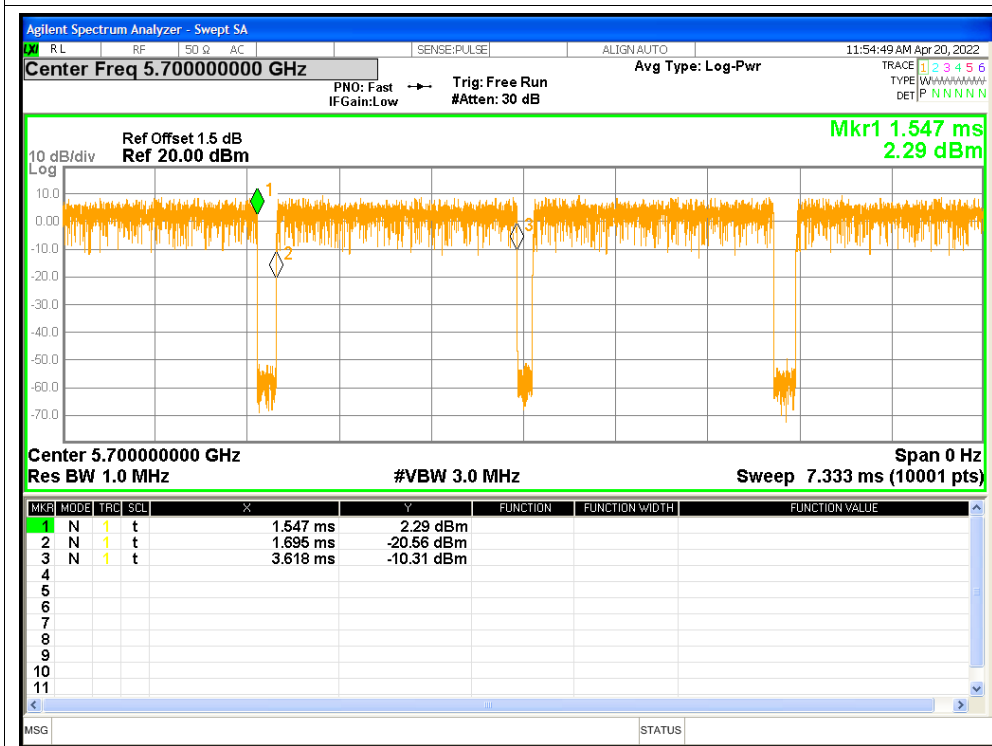 Agilent Spectrum Analyzer - Swept SA
LXI RL RF 50 Ω AC SENSE:PULSE ALIGN AUTO 11:54:49 AM Apr 20, 2022
Center Freq 5.700000000 GHz Avg Type: Log-Pwr TRACE 1 2 3 4 5 6
PNO: Fast Trig: Free Run TYPE WWWWWW
IFGain:Low #Atten: 30 dB DET P N N N N N
Mkr1 1.547 ms
Ref Offset 1.5 dB
10 dB/div Ref 20.00 dBm 2.29 dBm
Log
10.0
0.00
-10.0
-20.0
-30.0
-40.0
-50.0
-60.0
-70.0
1
2
3
Center 5.700000000 GHz Span 0 Hz
Res BW 1.0 MHz #VBW 3.0 MHz Sweep 7.333 ms (10001 pts)
MKR MODE TRC SCL X Y FUNCTION FUNCTION WIDTH FUNCTION VALUE
1 N 1 t 1.547 ms 2.29 dBm
2 N 1 t 1.695 ms -20.56 dBm
3 N 1 t 3.618 ms -10.31 dBm
4
5
6
7
8
9
10
11
MSG STATUS